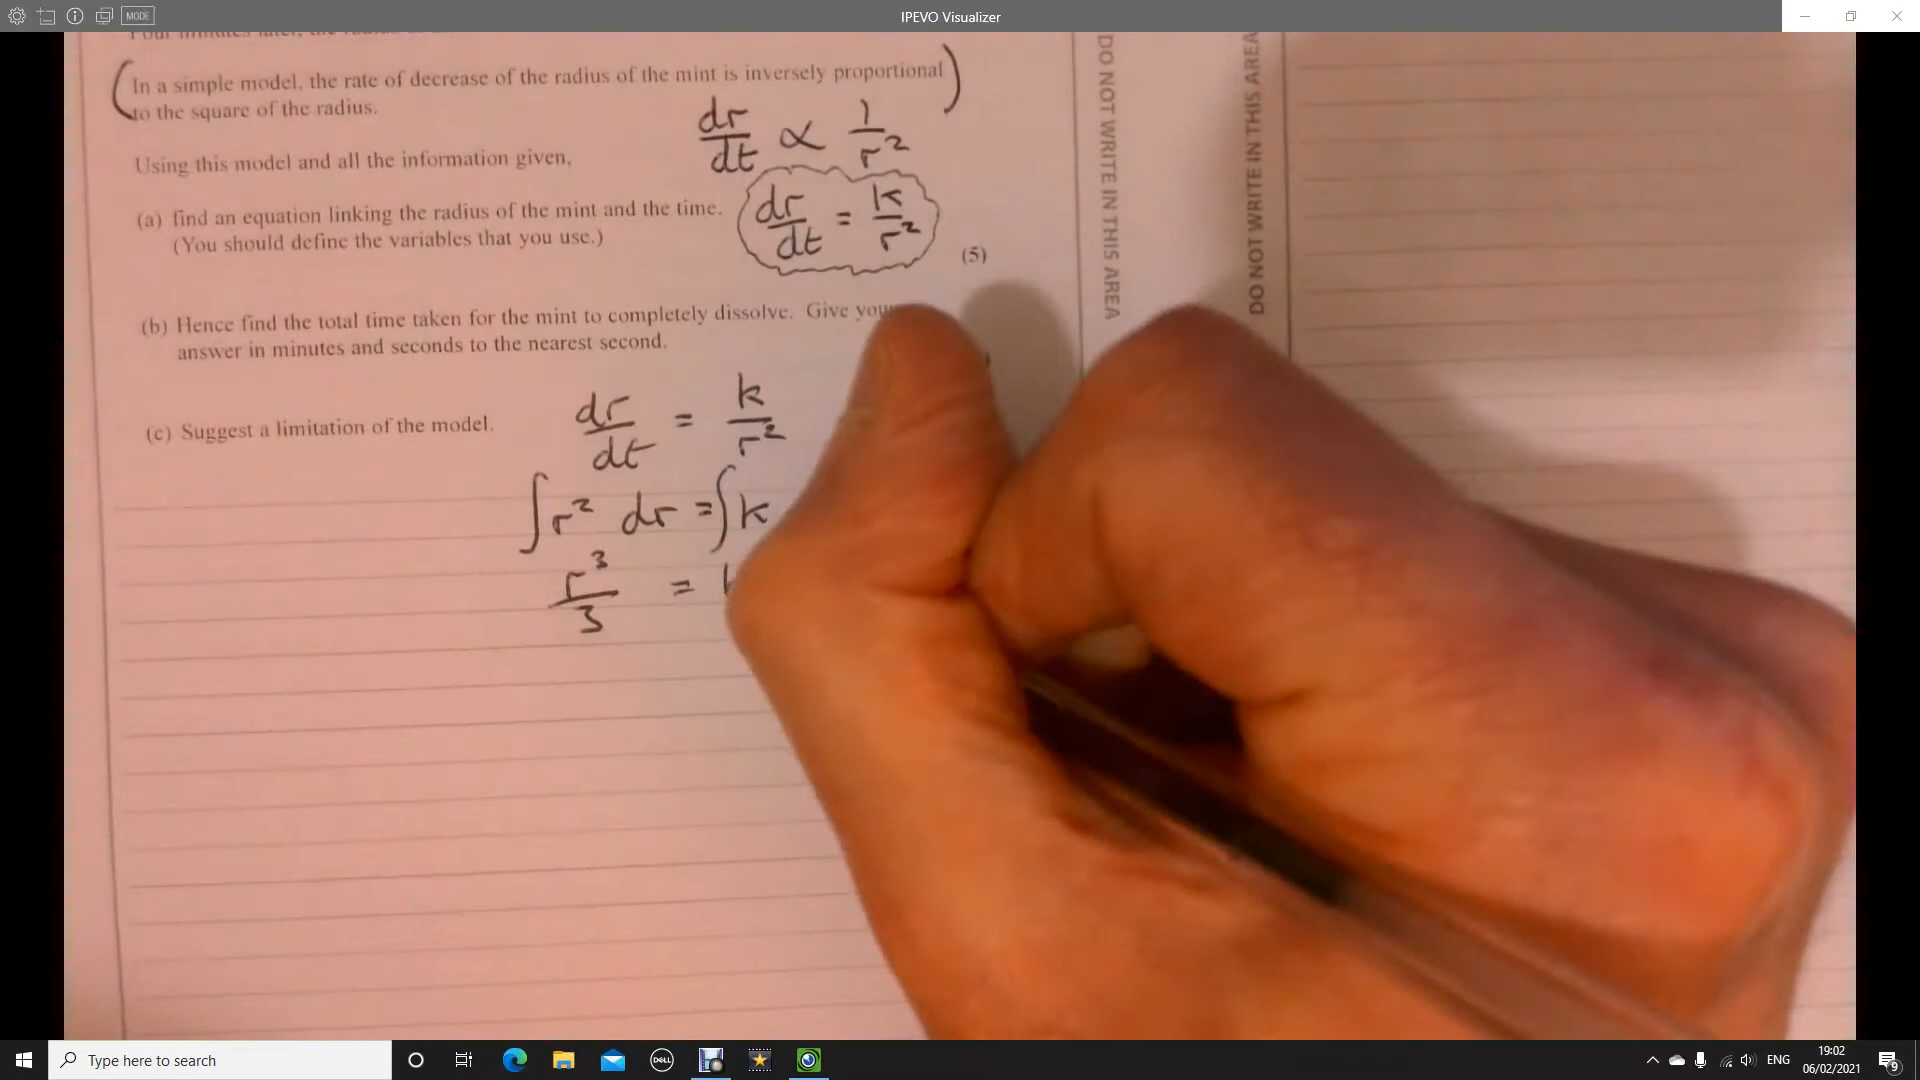 MODE
IPEVO Visualizer
In a simple model, the rate of decrease of the radius of the mint is inversely proportional
to the square of the radius.
dr/dt ∝ 1/r²
Using this model and all the information given,
(a) find an equation linking the radius of the mint and the time.
(You should define the variables that you use.)
dr/dt = k/r²
(5)
(b) Hence find the total time taken for the mint to completely dissolve. Give
answer in minutes and seconds to the nearest second.
(c) Suggest a limitation of the model.
dr/dt = k/r²
∫r² dr = ∫k
r³/3 =
DO NOT WRITE IN THIS AREA
DO NOT WRITE IN THIS AREA
Type here to search
DELL
ENG
19:02
06/02/2021
9